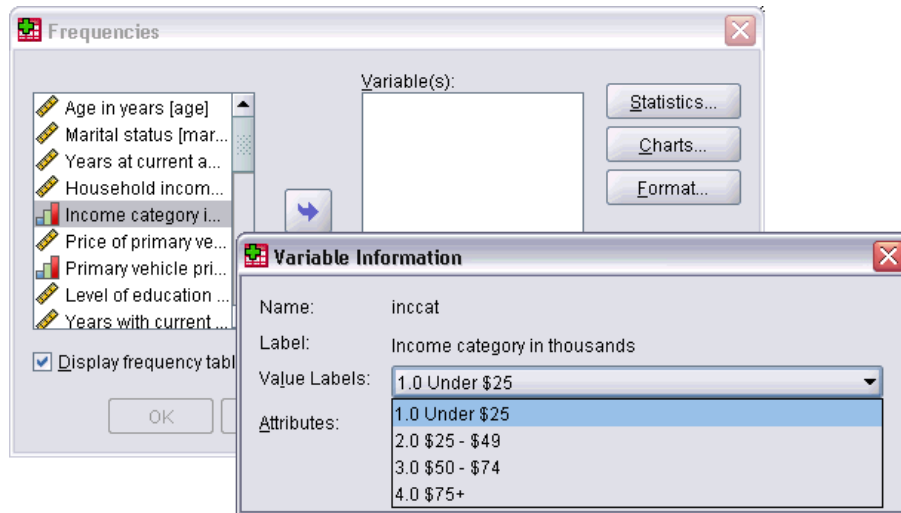 Frequencies
Variable(s):
Age in years [age]
Marital status [mar...
Years at current a...
Household incom...
Income category i...
Price of primary ve...
Primary vehicle pri...
Level of education ...
Years with current ...
Statistics...
Charts...
Format...
Display frequency tabl
OK
Variable Information
Name: inccat
Label: Income category in thousands
Value Labels: 1.0 Under $25
Attributes:
1.0 Under $25
2.0 $25 - $49
3.0 $50 - $74
4.0 $75+